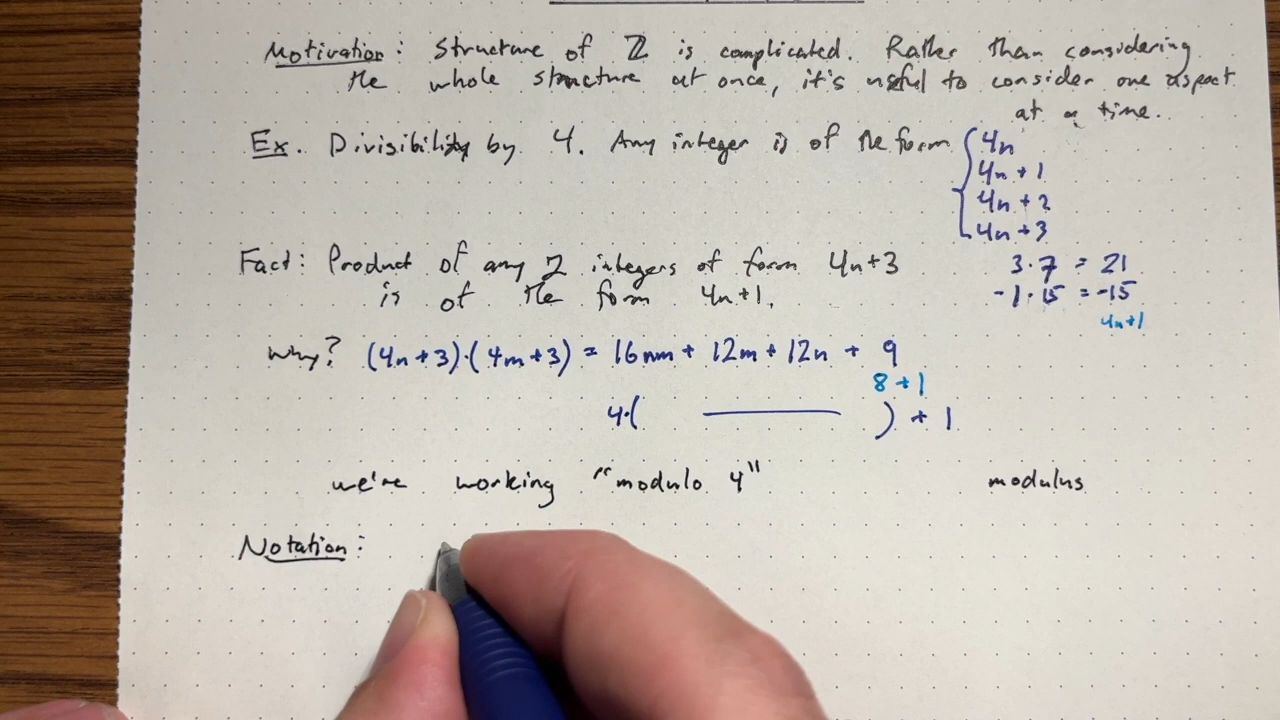 Motivation: Structure of ℤ is complicated. Rather than considering
the whole structure at once, it's useful to consider one aspect
at a time.
Ex. Divisibility by 4. Any integer is of the form
4n
4n + 1
4n + 2
4n + 3
Fact: Product of any 2 integers of form 4n+3
is of the form 4n+1.
3·7 = 21
-1·15 = -15
4n+1
Why? (4n+3)·(4m+3) = 16nm + 12m + 12n + 9
8 + 1
4·( ) + 1
we're working "modulo 4"
modulus
Notation: